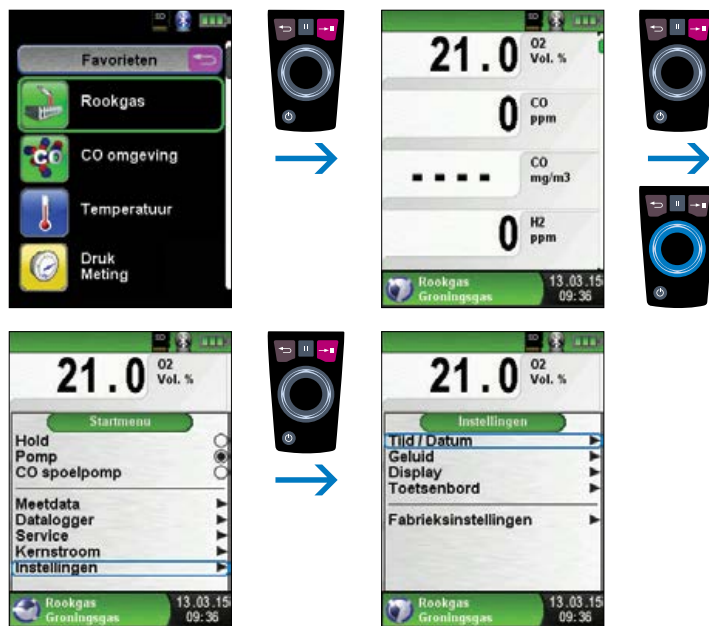 Favorieten
Rookgas
CO omgeving
Temperatuur
Druk
Meting
21.0 O2
Vol. %
0 CO
ppm
---- CO
mg/m3
0 H2
ppm
Rookgas 13.03.15
Groningsgas 09:36
21.0 O2
Vol. %
Startmenu
Hold
Pomp
CO spoelpomp
Meetdata
Datalogger
Service
Kernstroom
Instellingen
Rookgas 13.03.15
Groningsgas 09:36
21.0 O2
Vol. %
Instellingen
Tijd / Datum
Geluid
Display
Toetsenbord
Fabrieksinstellingen
Rookgas 13.03.15
Groningsgas 09:36